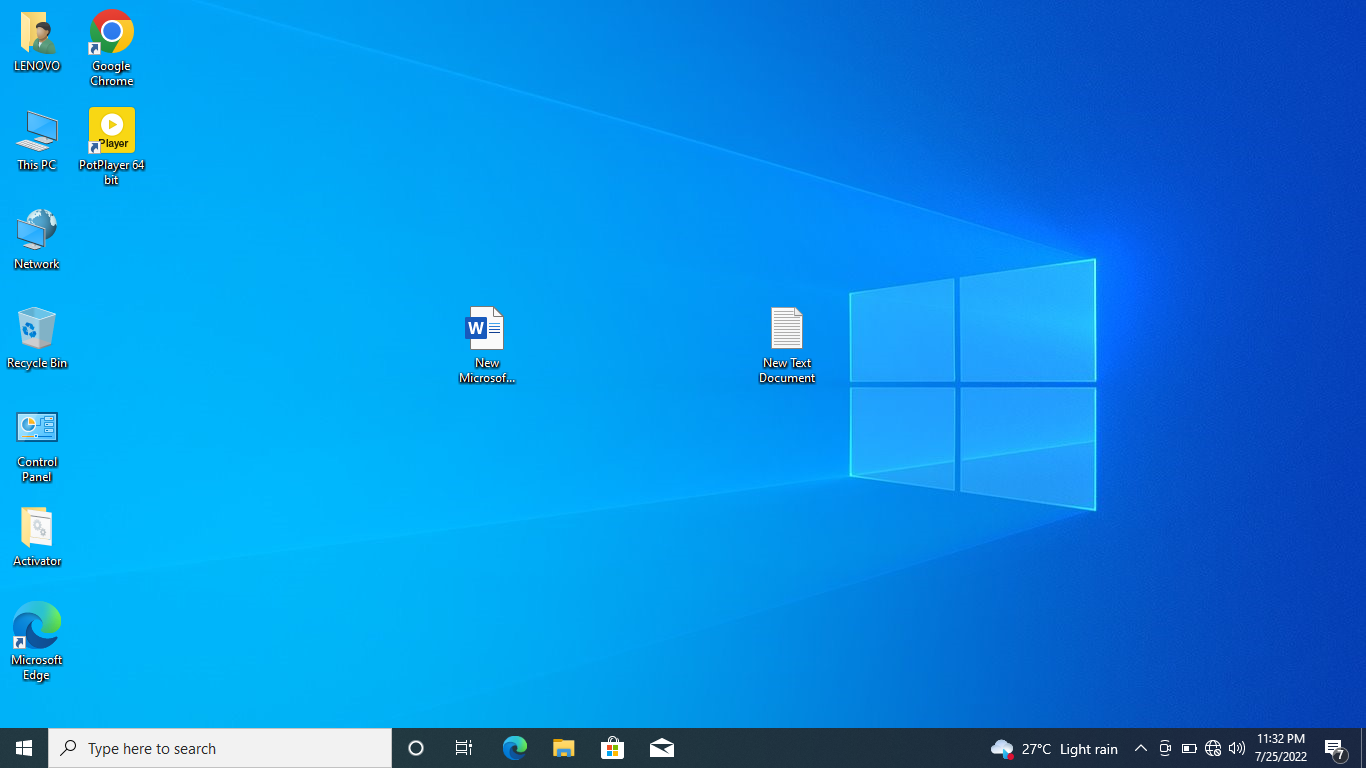 LENOVO
Google
Chrome
This PC
Player
PotPlayer 64
bit
Network
Recycle Bin
W
New
Microsof...
New Text
Document
Control
Panel
Activator
Microsoft
Edge
Type here to search
27°C Light rain
11:32 PM
7/25/2022
7